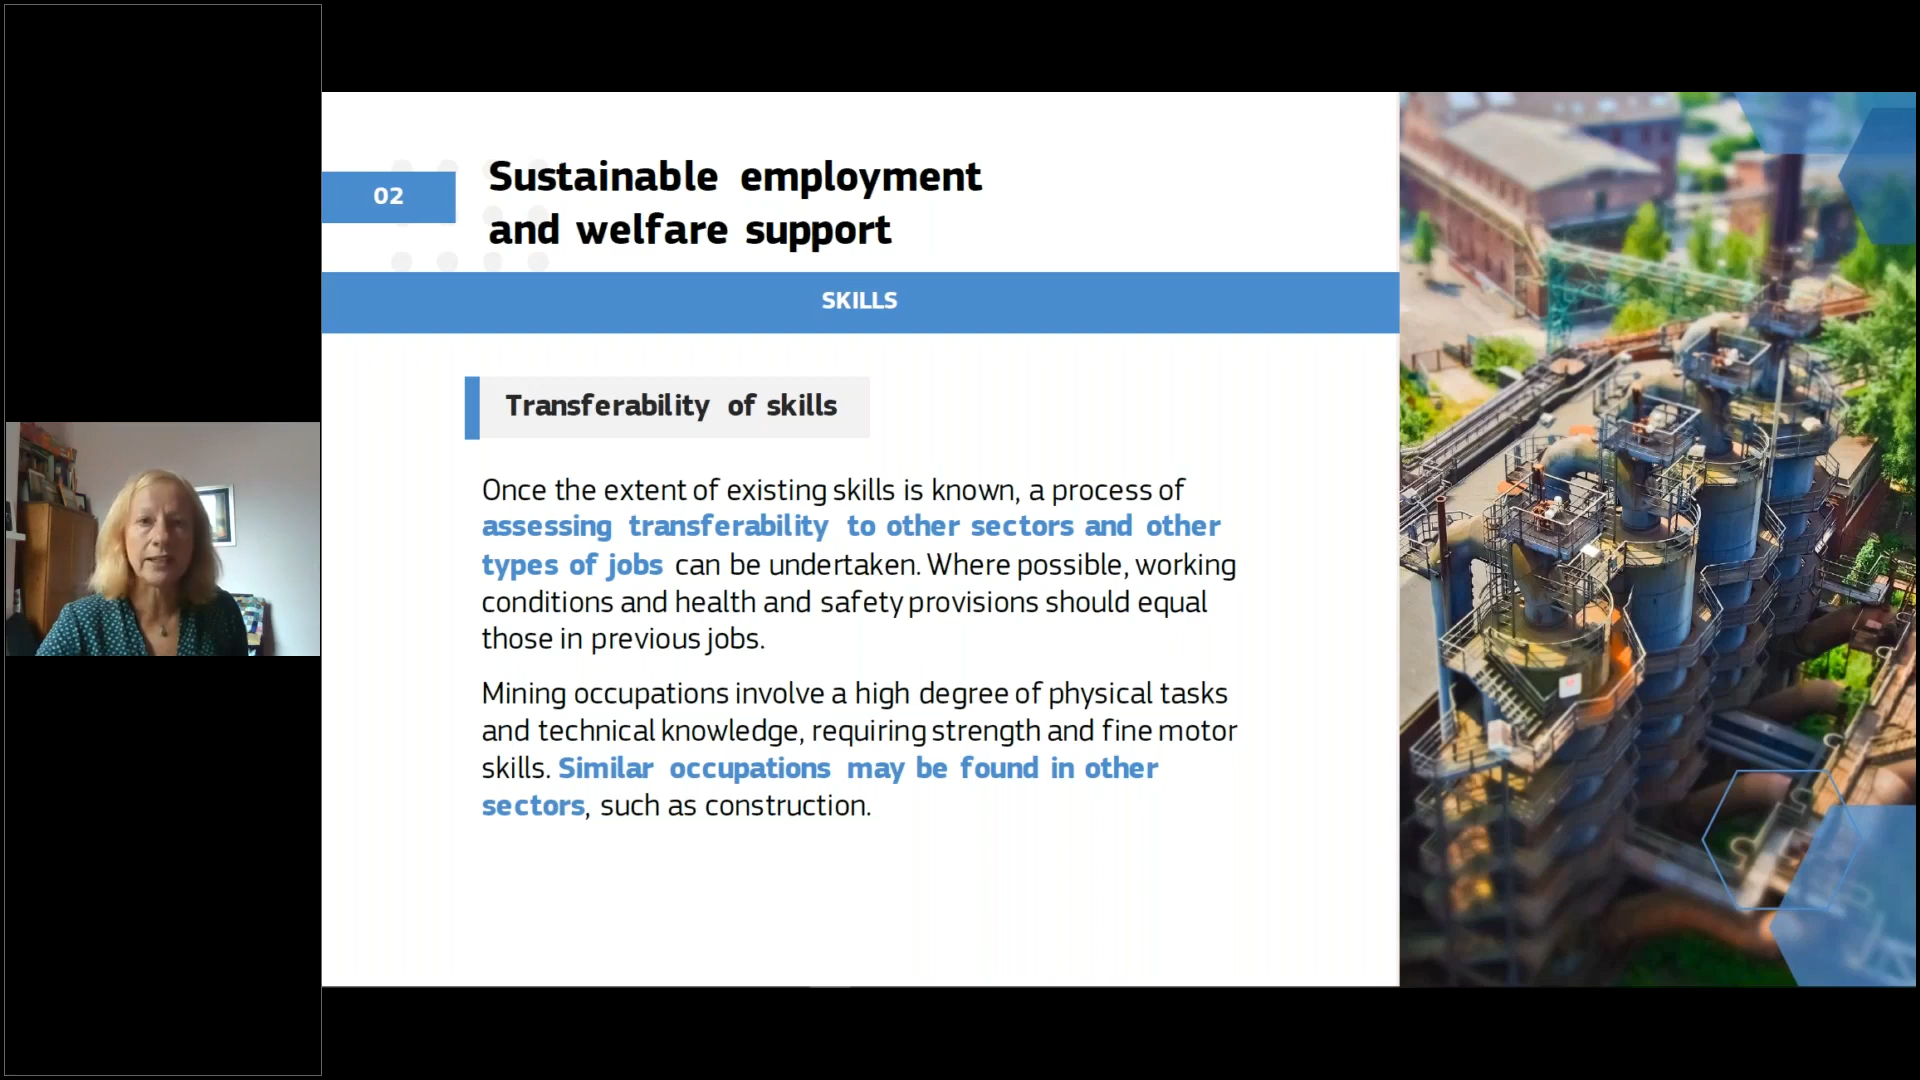 02
Sustainable employment
and welfare support
SKILLS
Transferability of skills
Once the extent of existing skills is known, a process of
assessing transferability to other sectors and other
types of jobs can be undertaken. Where possible, working
conditions and health and safety provisions should equal
those in previous jobs.
Mining occupations involve a high degree of physical tasks
and technical knowledge, requiring strength and fine motor
skills. Similar occupations may be found in other
sectors, such as construction.